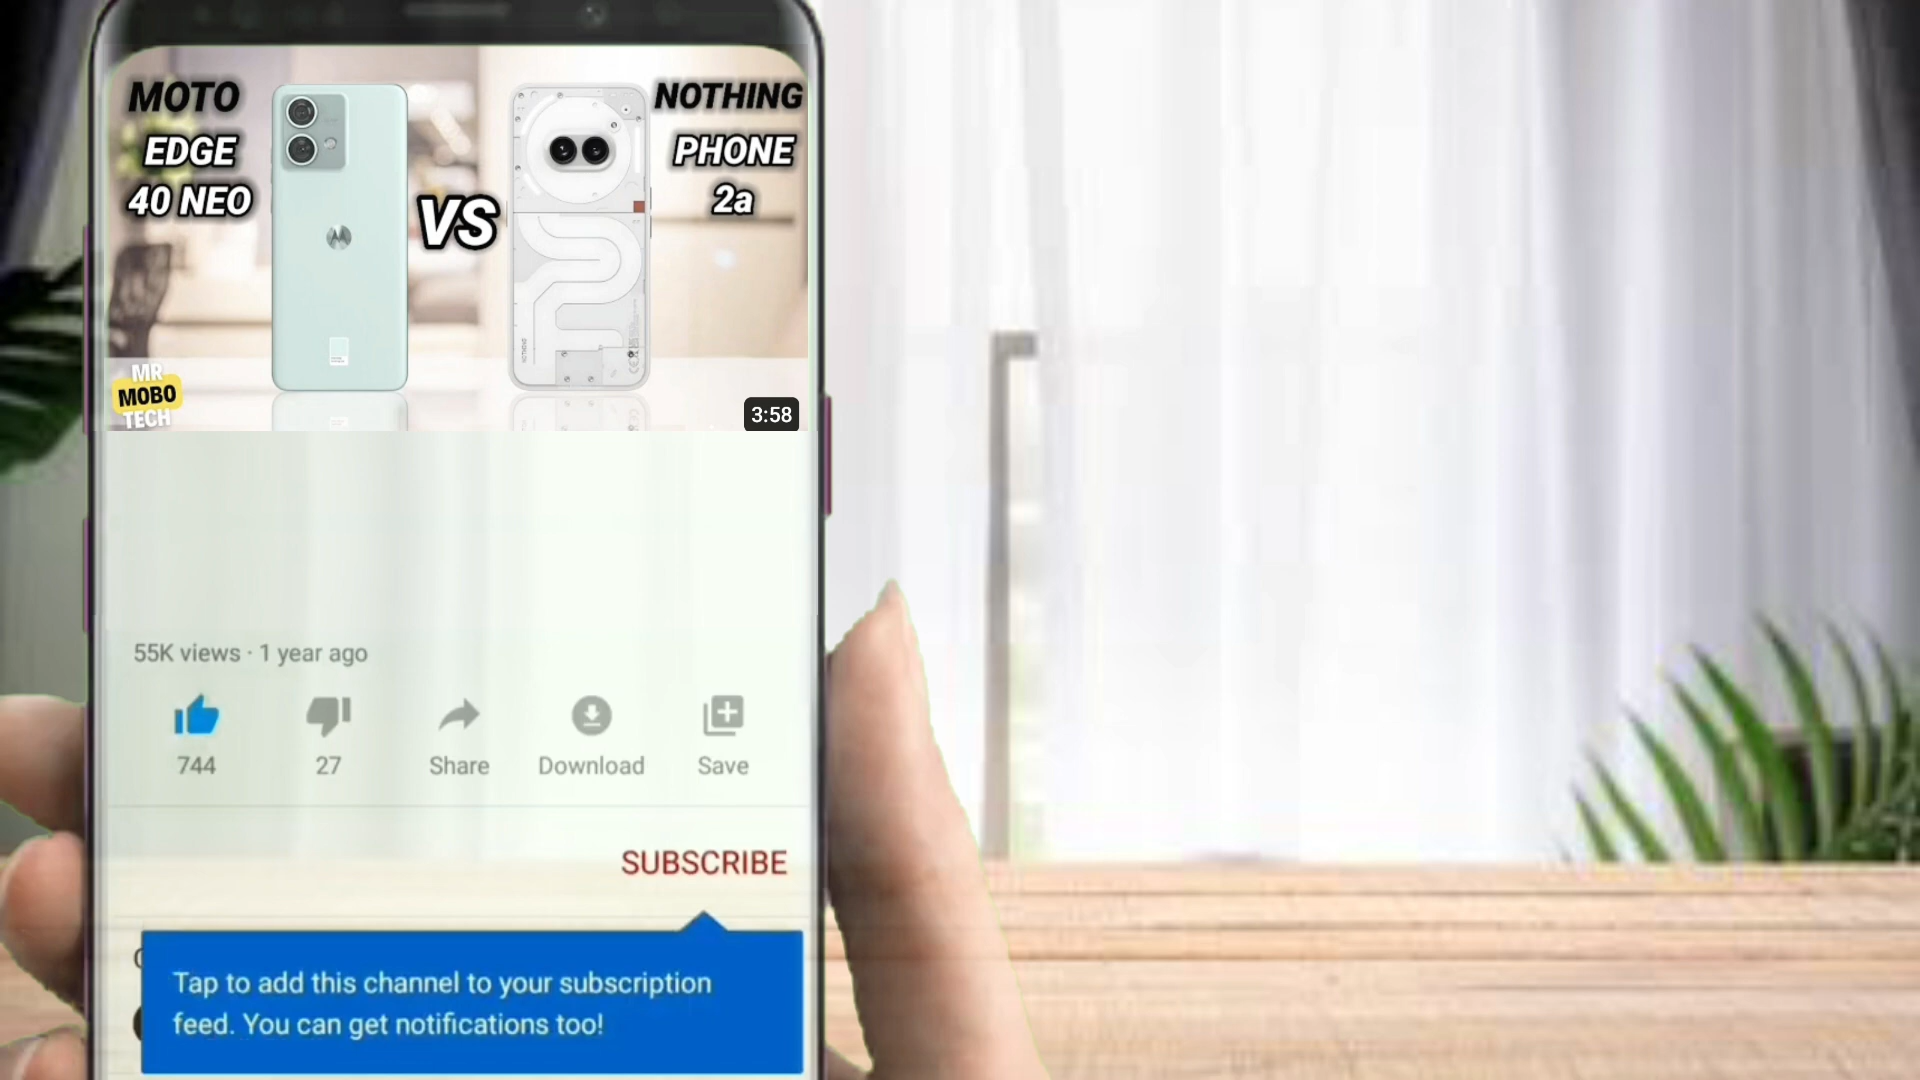 MOTO
EDGE
40 NEO
VS
NOTHING
PHONE
2a
MR
MOBO
TECH
3:58
55K views · 1 year ago
744
27
Share
Download
Save
SUBSCRIBE
Tap to add this channel to your subscription
feed. You can get notifications too!